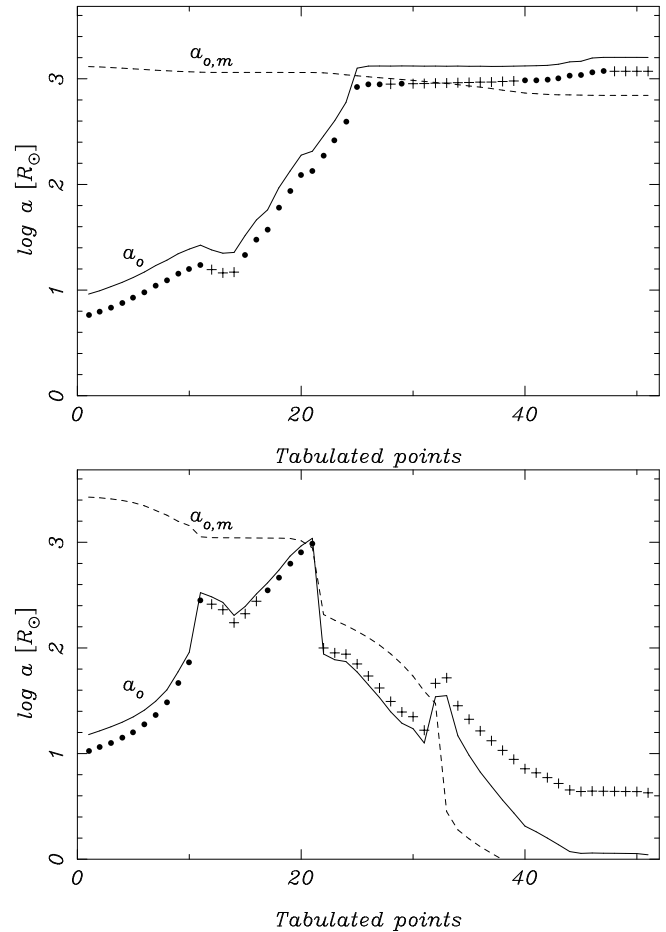 a_{o,m}
3
log a [R_⊙]
2
a_o
1
0
0 20 40
Tabulated points
a_{o,m}
3
log a [R_⊙]
2
a_o
1
0
0 20 40
Tabulated points